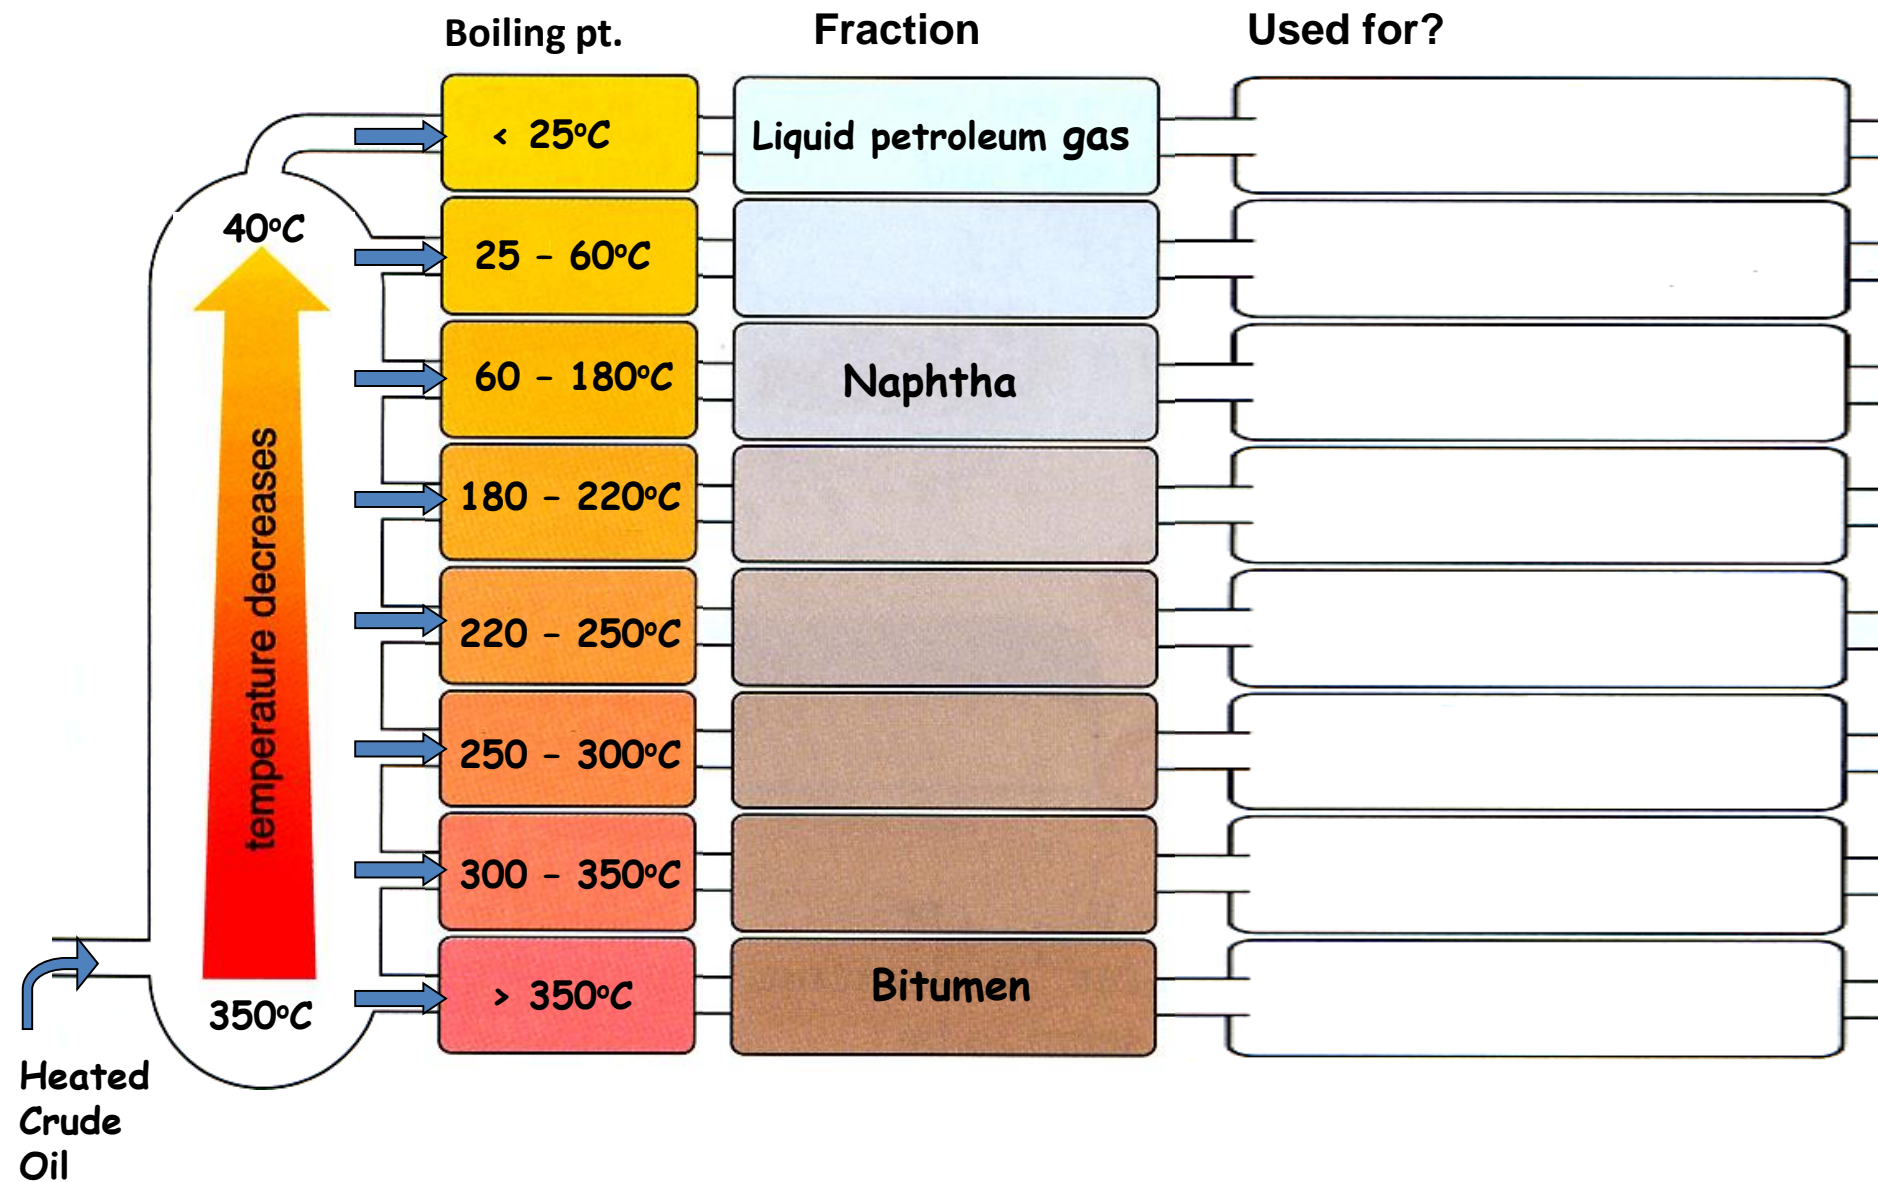 Boiling pt. Fraction Used for?
< 25°C Liquid petroleum gas
40°C
25 – 60°C
60 – 180°C Naphtha
180 – 220°C
temperature decreases
220 – 250°C
250 – 300°C
300 – 350°C
> 350°C Bitumen
350°C
Heated
Crude
Oil